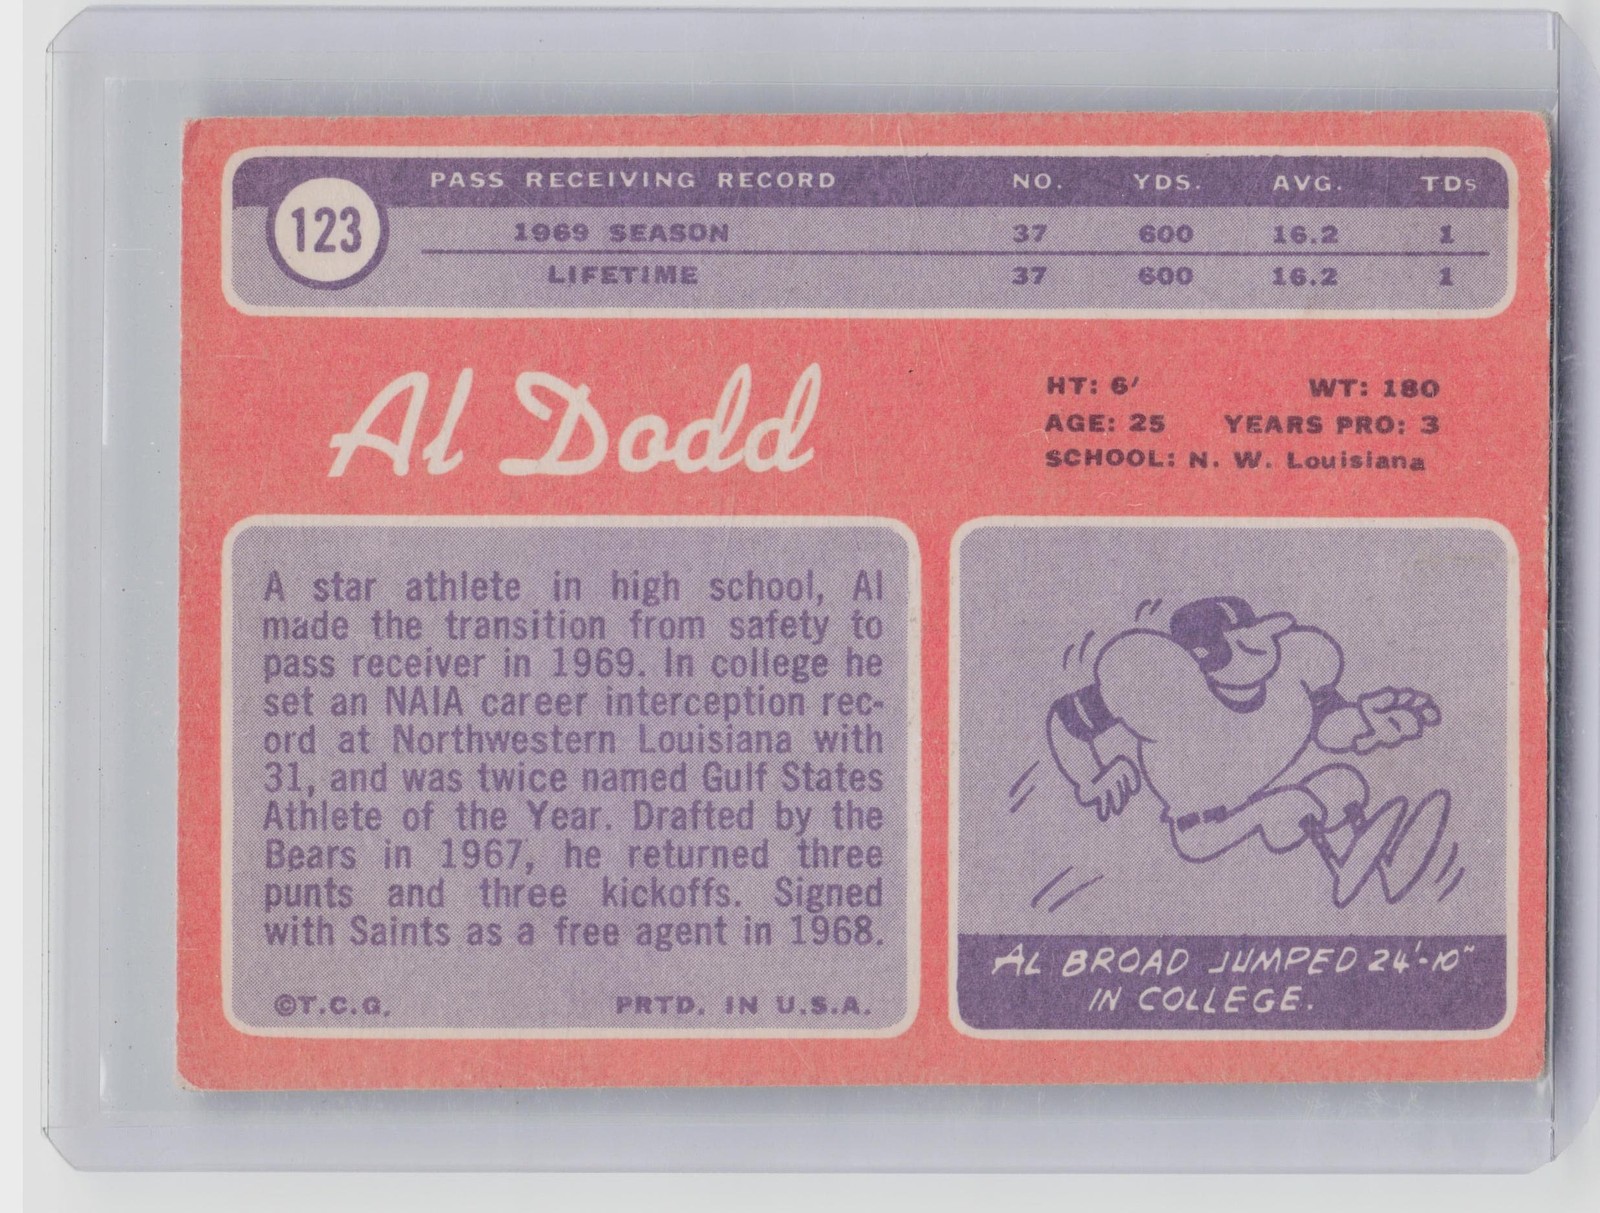 123
PASS RECEIVING RECORD NO. YDS. AVG. TDs
1969 SEASON 37 600 16.2 1
LIFETIME 37 600 16.2 1
Al Dodd
HT: 6' WT: 180
AGE: 25 YEARS PRO: 3
SCHOOL: N. W. Louisiana
A star athlete in high school, Al
made the transition from safety to
pass receiver in 1969. In college he
set an NAIA career interception rec-
ord at Northwestern Louisiana with
31, and was twice named Gulf States
Athlete of the Year. Drafted by the
Bears in 1967, he returned three
punts and three kickoffs. Signed
with Saints as a free agent in 1968.
©T.C.G. PRTD. IN U.S.A.
AL BROAD JUMPED 24'-10"
IN COLLEGE.